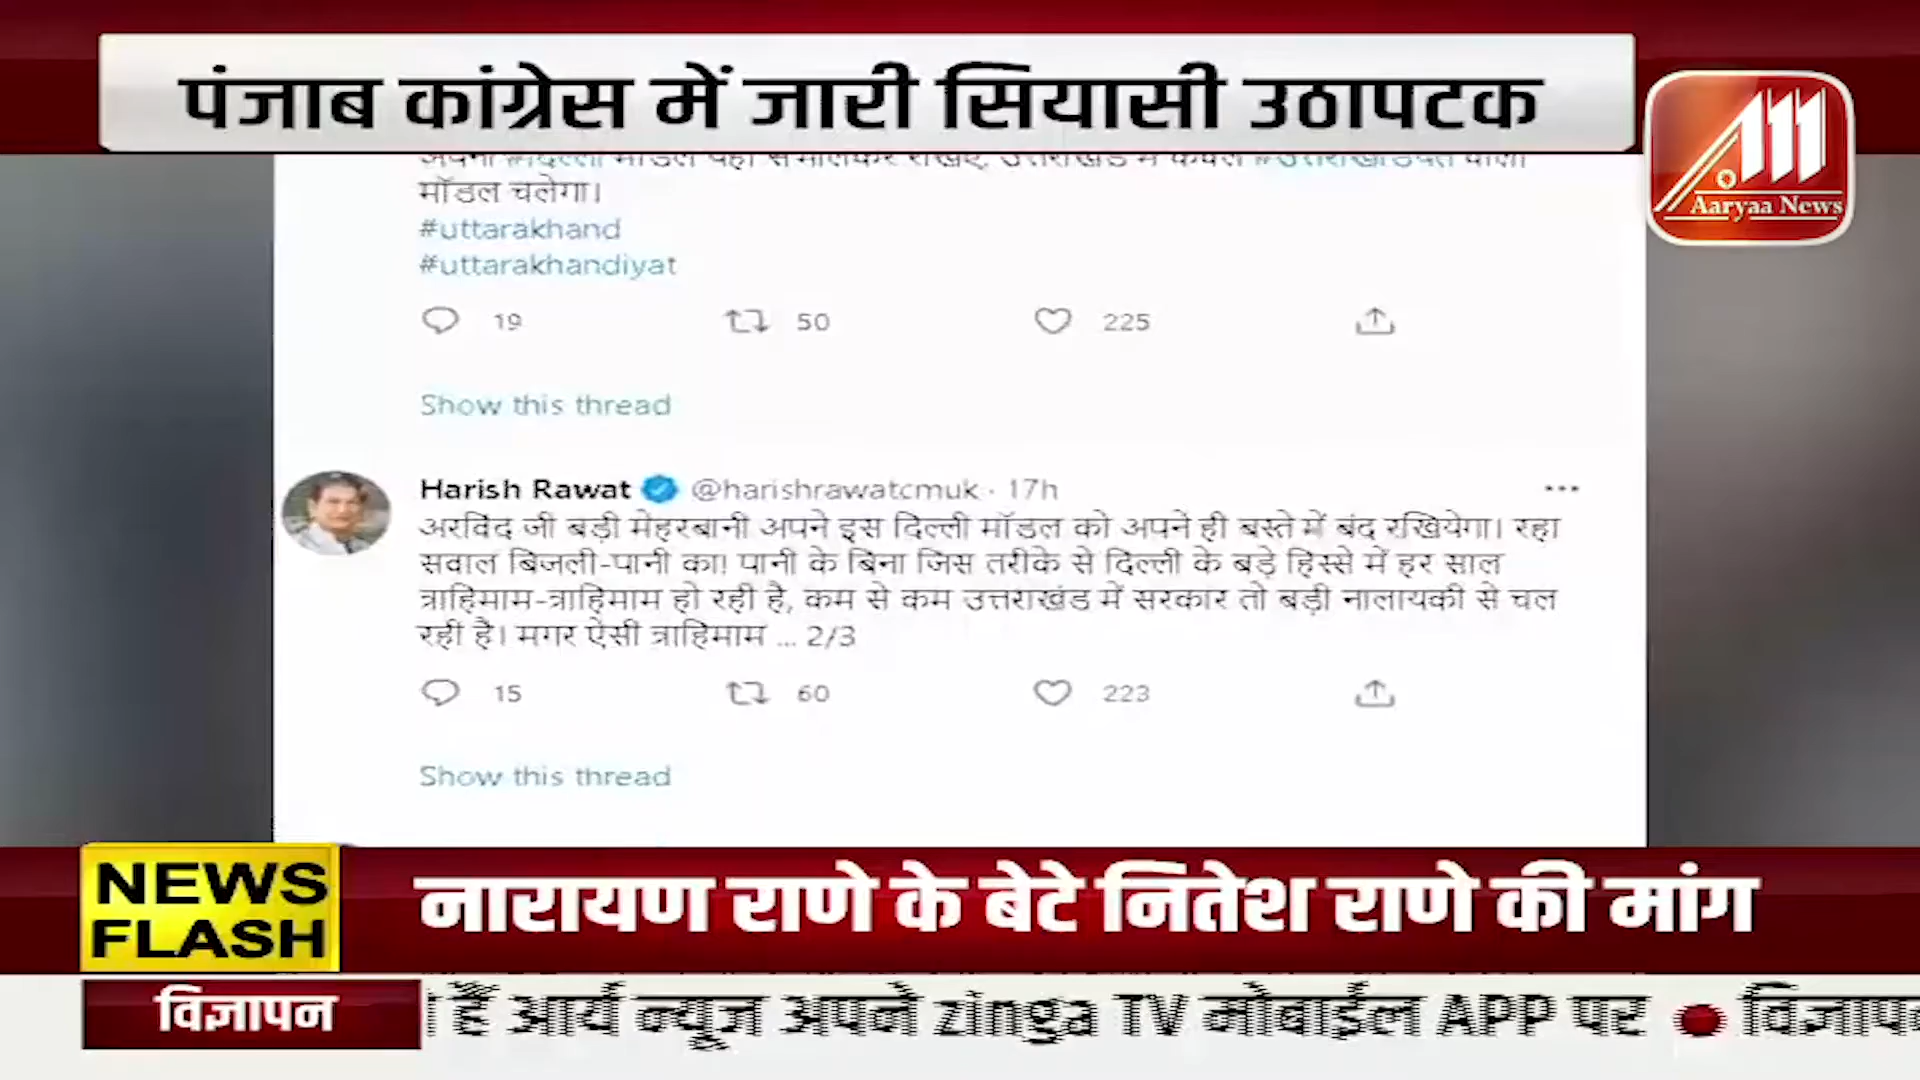 पंजाब कांग्रेस में जारी सियासी उठापटक
Aaryaa News
मॉडल चलेगा।
#uttarakhand
#uttarakhandiyat
19 50 225
Show this thread
Harish Rawat @harishrawatcmuk · 17h
अरविंद जी बड़ी मेहरबानी अपने इस दिल्ली मॉडल को अपने ही बस्ते में बंद रखियेगा। रहा
सवाल बिजली-पानी का! पानी के बिना जिस तरीके से दिल्ली के बड़े हिस्से में हर साल
त्राहिमाम-त्राहिमाम हो रही है, कम से कम उत्तराखंड में सरकार तो बड़ी नालायकी से चल
रही है। मगर ऐसी त्राहिमाम ... 2/3
15 60 223
Show this thread
NEWS
FLASH
नारायण राणे के बेटे नितेश राणे की मांग
विज्ञापन
हैं आर्य न्यूज अपने zinga TV मोबाईल APP पर